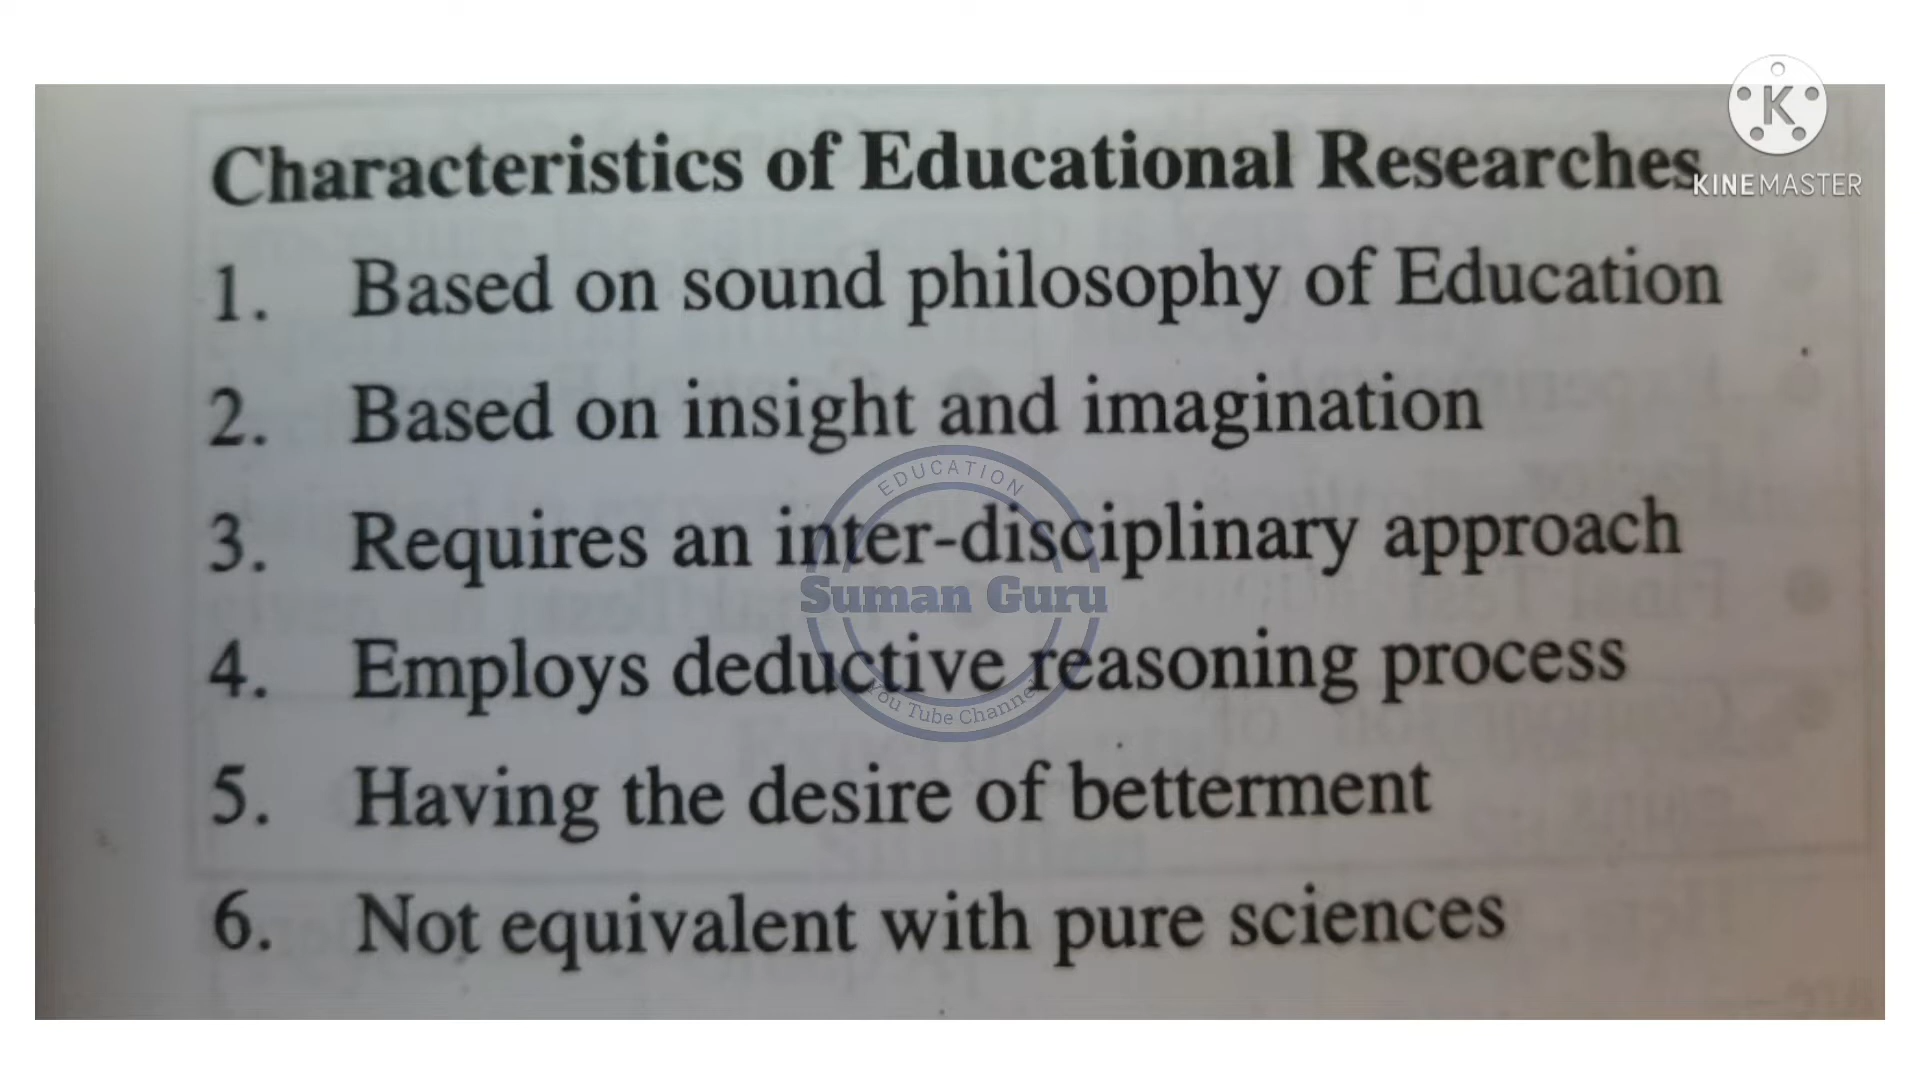 Characteristics of Educational Researches
KINEMASTER
1. Based on sound philosophy of Education
2. Based on insight and imagination
EDUCATION
3. Requires an inter-disciplinary approach
Suman Guru
4. Employs deductive reasoning process
You Tube Channel
5. Having the desire of betterment
6. Not equivalent with pure sciences